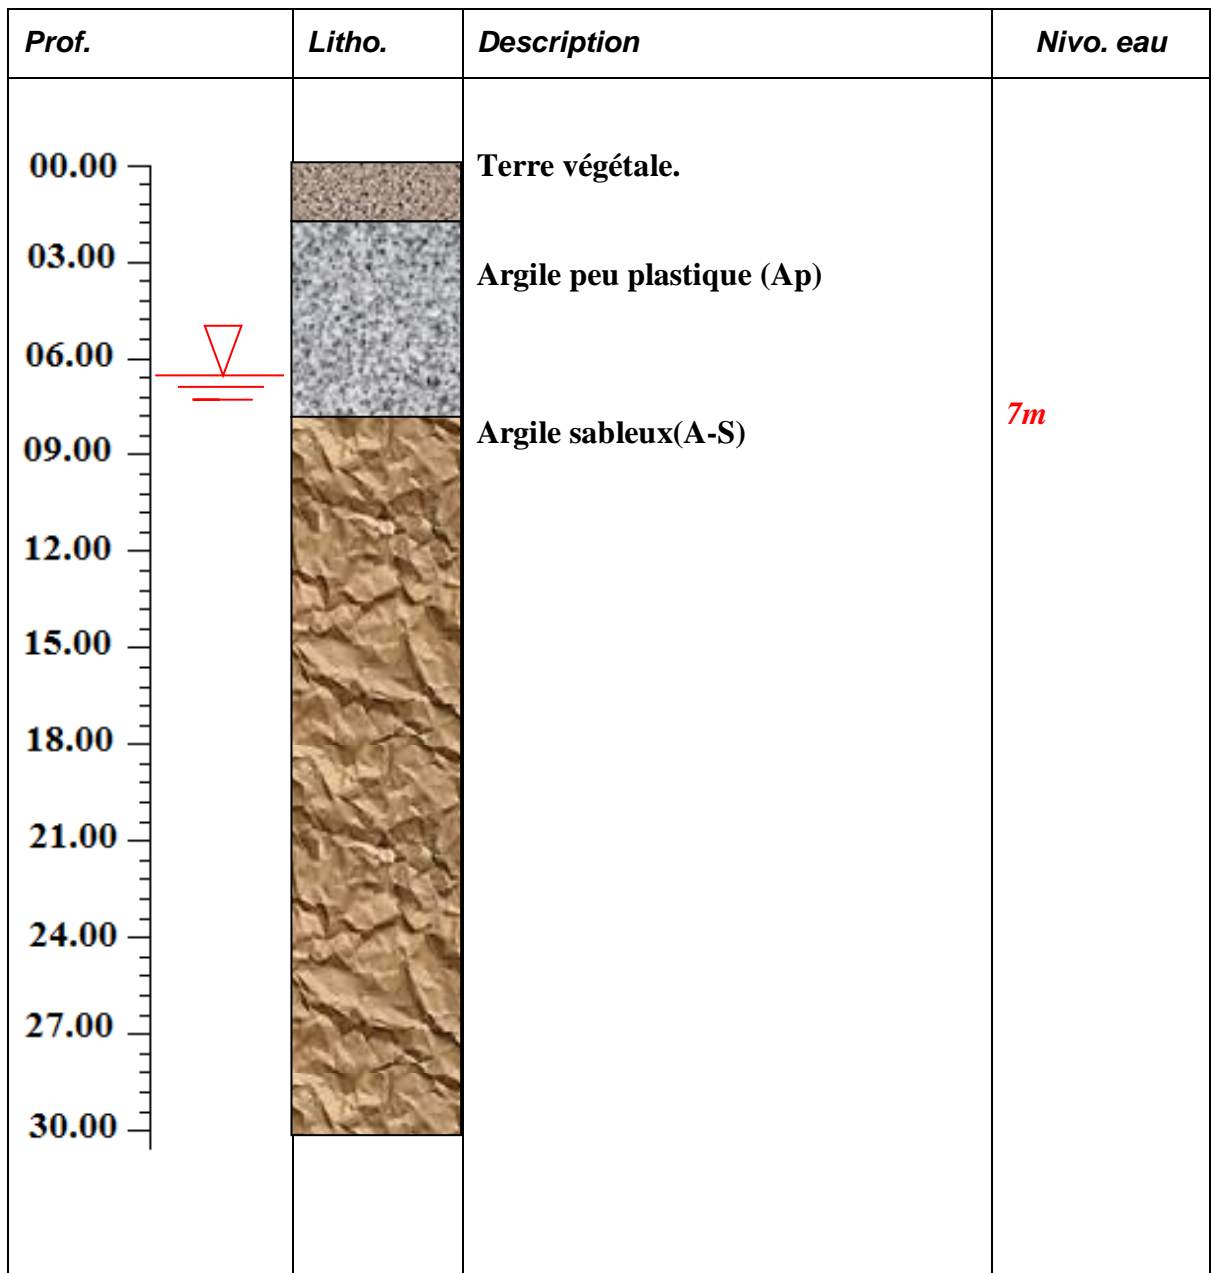 Prof. Litho. Description Nivo. eau
00.00 Terre végétale.
03.00 Argile peu plastique (Ap)
06.00
7m
09.00 Argile sableux(A-S)
12.00
15.00
18.00
21.00
24.00
27.00
30.00